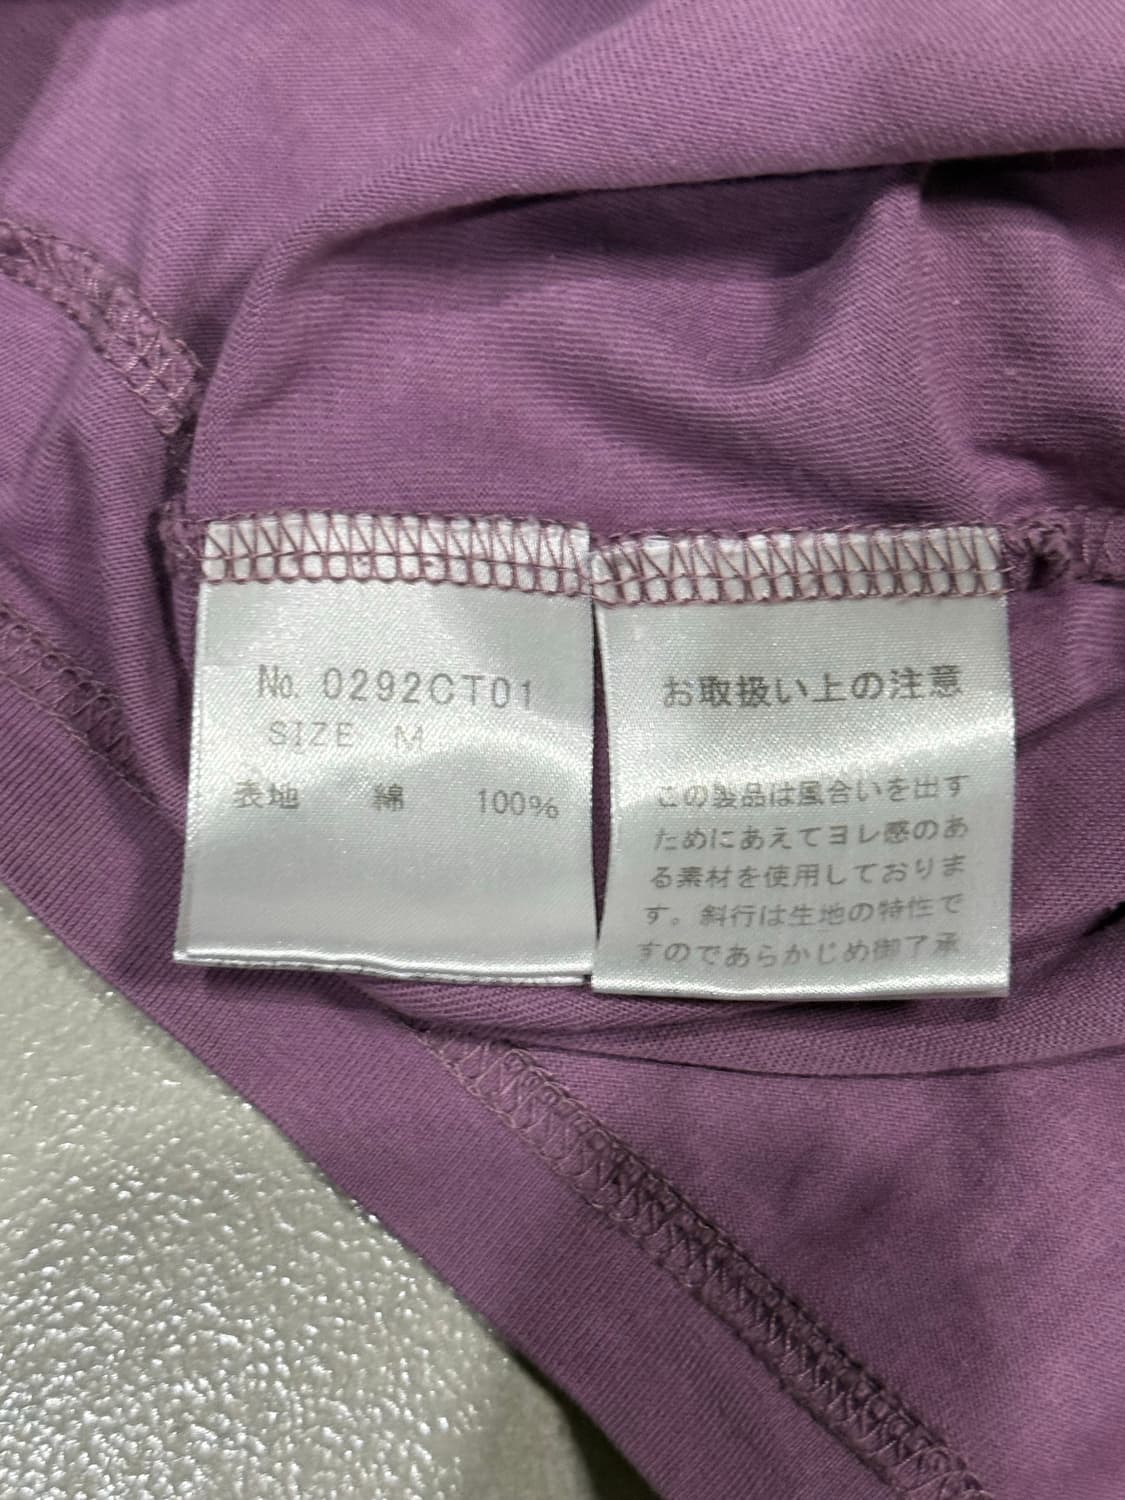 No. 0292CT01
SIZE M
表地 綿 100%
お取扱い上の注意
この製品は風合いを出す
ためにあえてヨレ感のあ
る素材を使用しておりま
す。斜行は生地の特性で
すのであらかじめ御了承